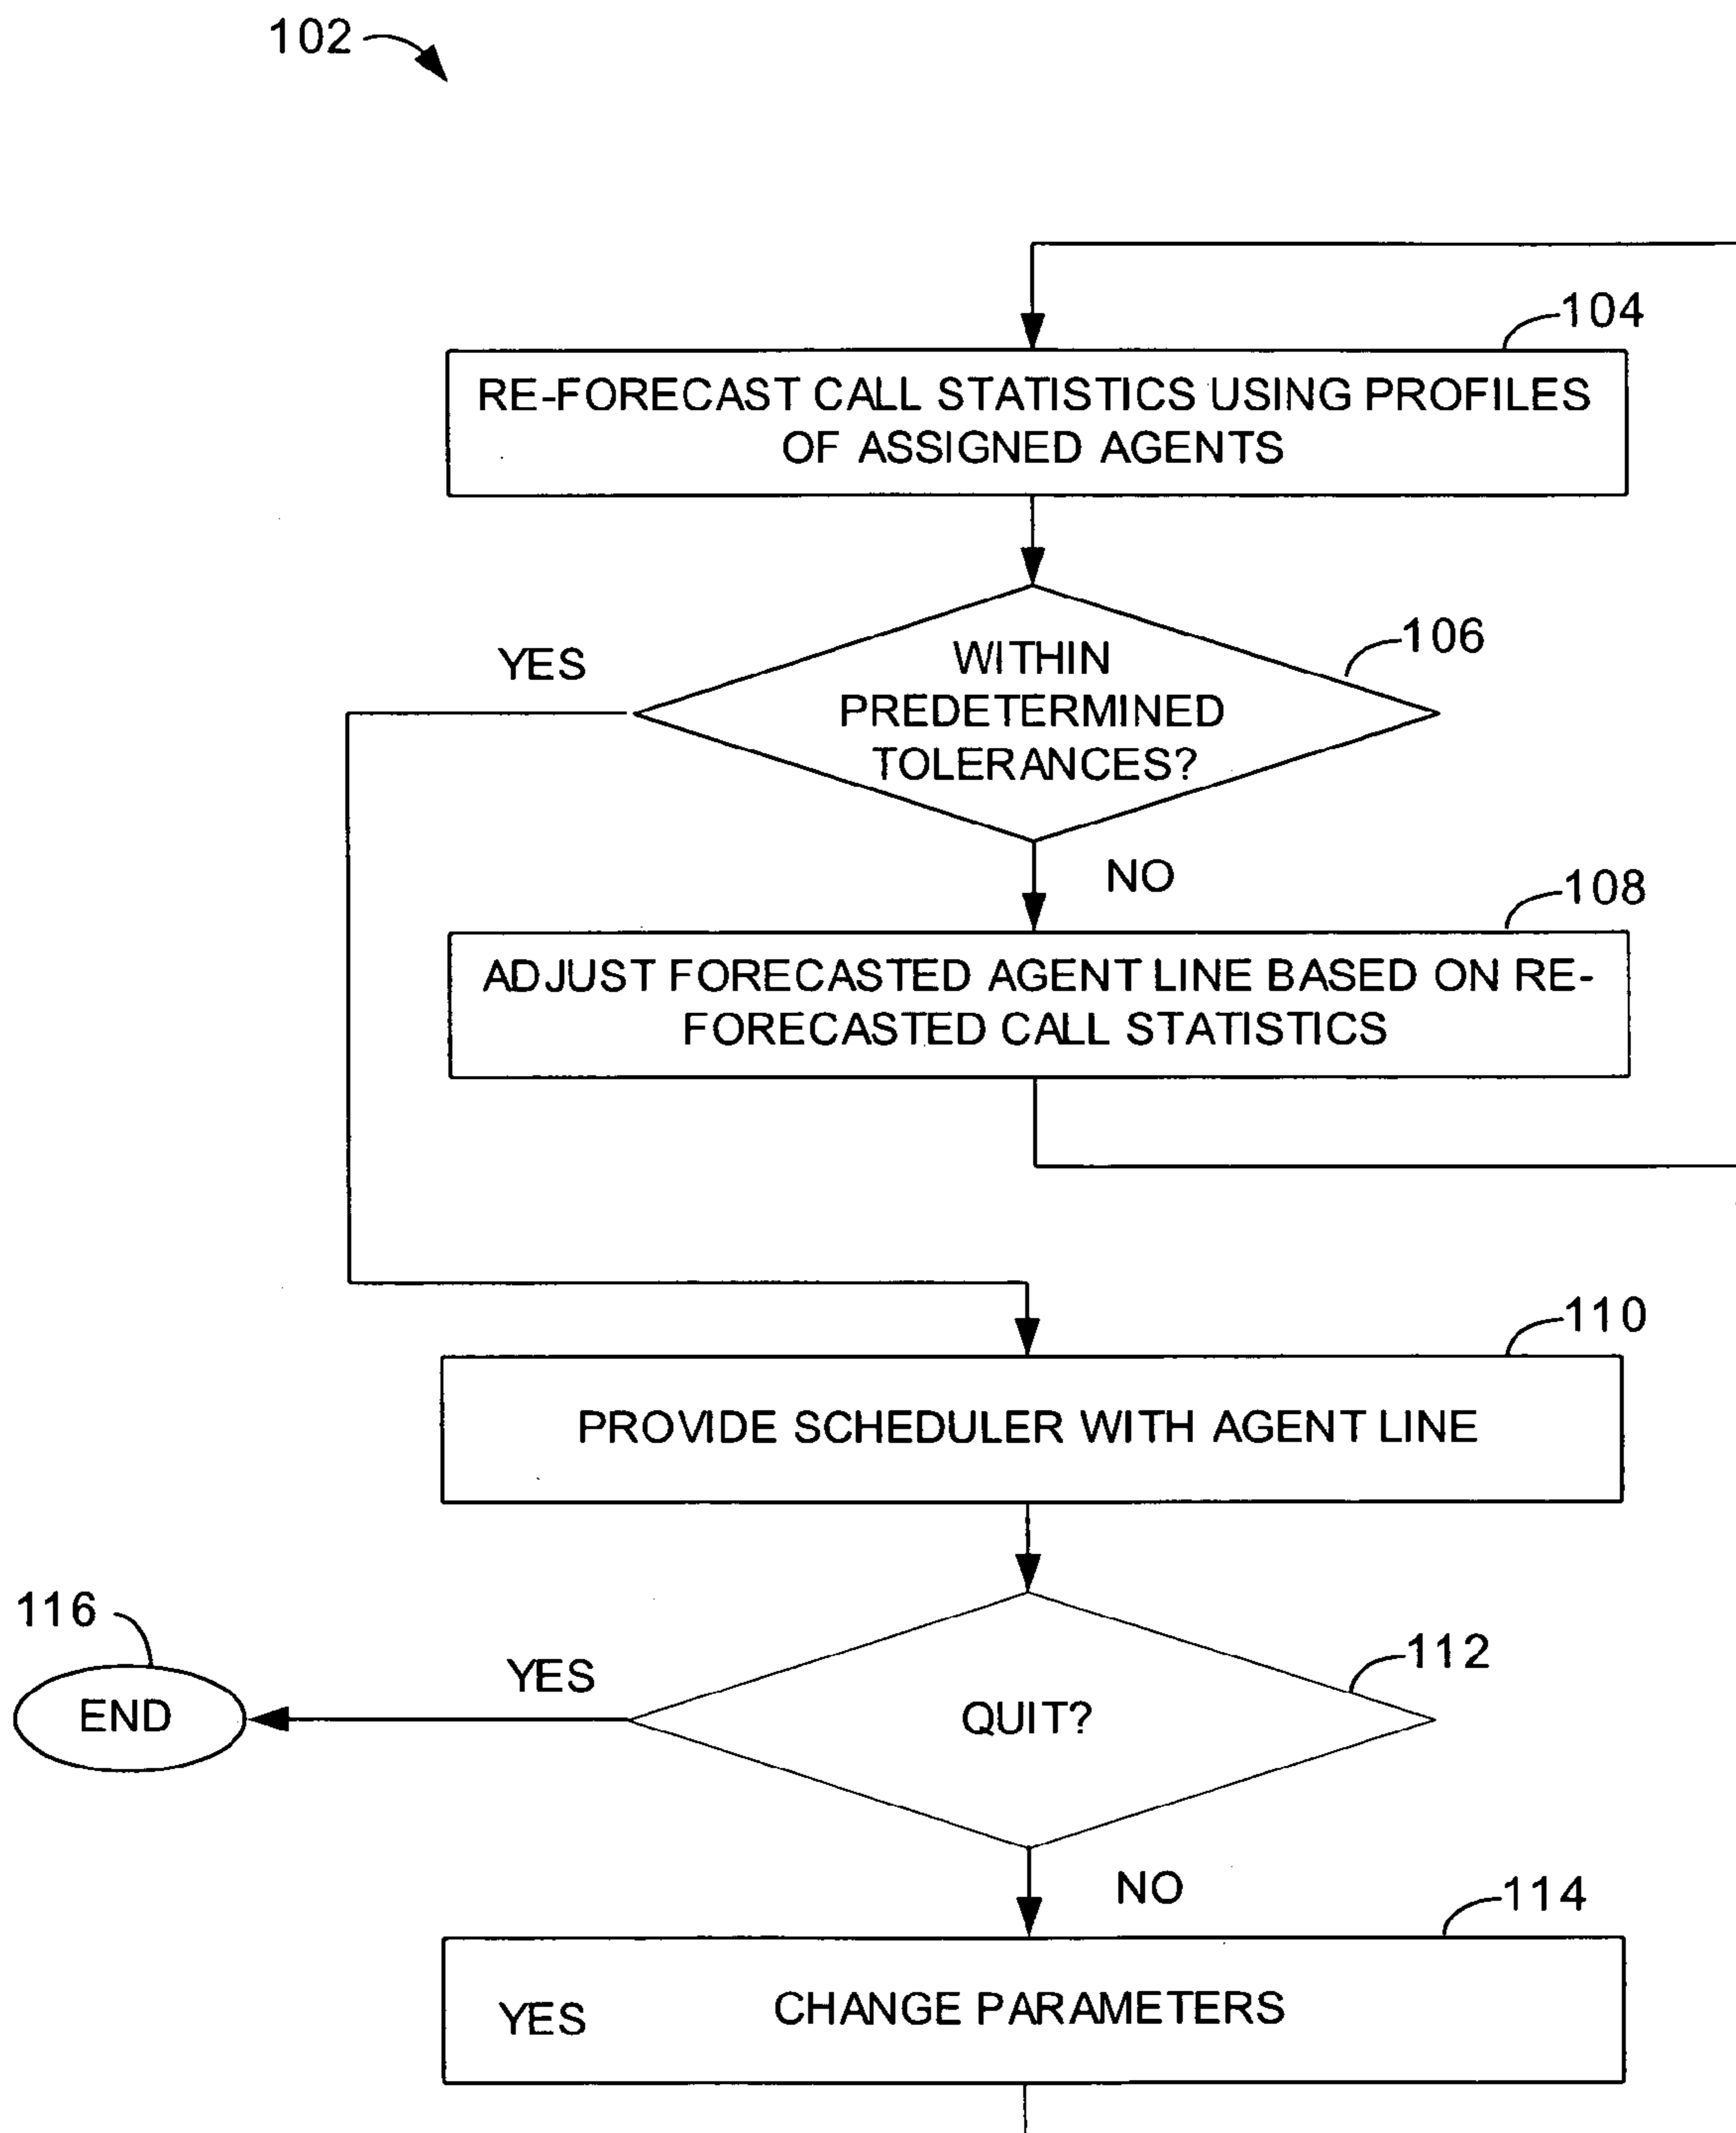 102
104
RE-FORECAST CALL STATISTICS USING PROFILES
OF ASSIGNED AGENTS
YES
106
WITHIN
PREDETERMINED
TOLERANCES?
NO
108
ADJUST FORECASTED AGENT LINE BASED ON RE-
FORECASTED CALL STATISTICS
110
PROVIDE SCHEDULER WITH AGENT LINE
116
END
YES
112
QUIT?
NO
114
YES
CHANGE PARAMETERS